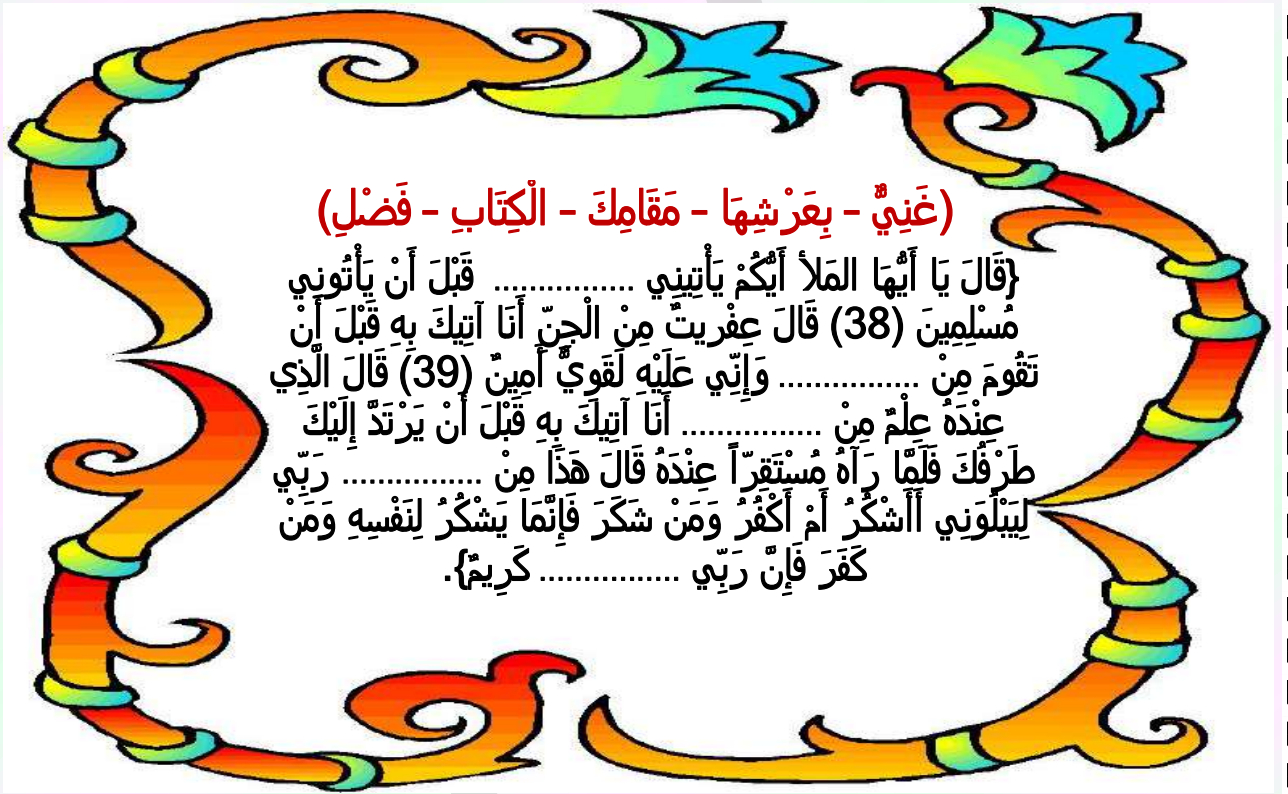 (غَنِيٌّ – بِعَرْشِهَا – مَقَامِكَ – الْكِتَابِ – فَضْلِ)
{قَالَ يَا أَيُّهَا المَلأ أَيُّكُمْ يَأْتِينِي ................ قَبْلَ أَنْ يَأْتُونِي
مُسْلِمِينَ (38) قَالَ عِفْريتٌ مِنْ الْجِنِّ أَنَا آتِيكَ بِهِ قَبْلَ أَنْ
تَقُومَ مِنْ ................ وَإِنِّي عَلَيْهِ لَقَوِيٌّ أَمِينٌ (39) قَالَ الَّذِي
عِنْدَهُ عِلْمٌ مِنْ ................ أَنَا آتِيكَ بِهِ قَبْلَ أَنْ يَرْتَدَّ إِلَيْكَ
طَرْفُكَ فَلَمَّا رَآهُ مُسْتَقِرّاً عِنْدَهُ قَالَ هَذَا مِنْ ................ رَبِّي
لِيَبْلُوَنِي أَأَشْكُرُ أَمْ أَكْفُرُ وَمَنْ شَكَرَ فَإِنَّمَا يَشْكُرُ لِنَفْسِهِ وَمَنْ
كَفَرَ فَإِنَّ رَبِّي ................ كَرِيمٌ}.